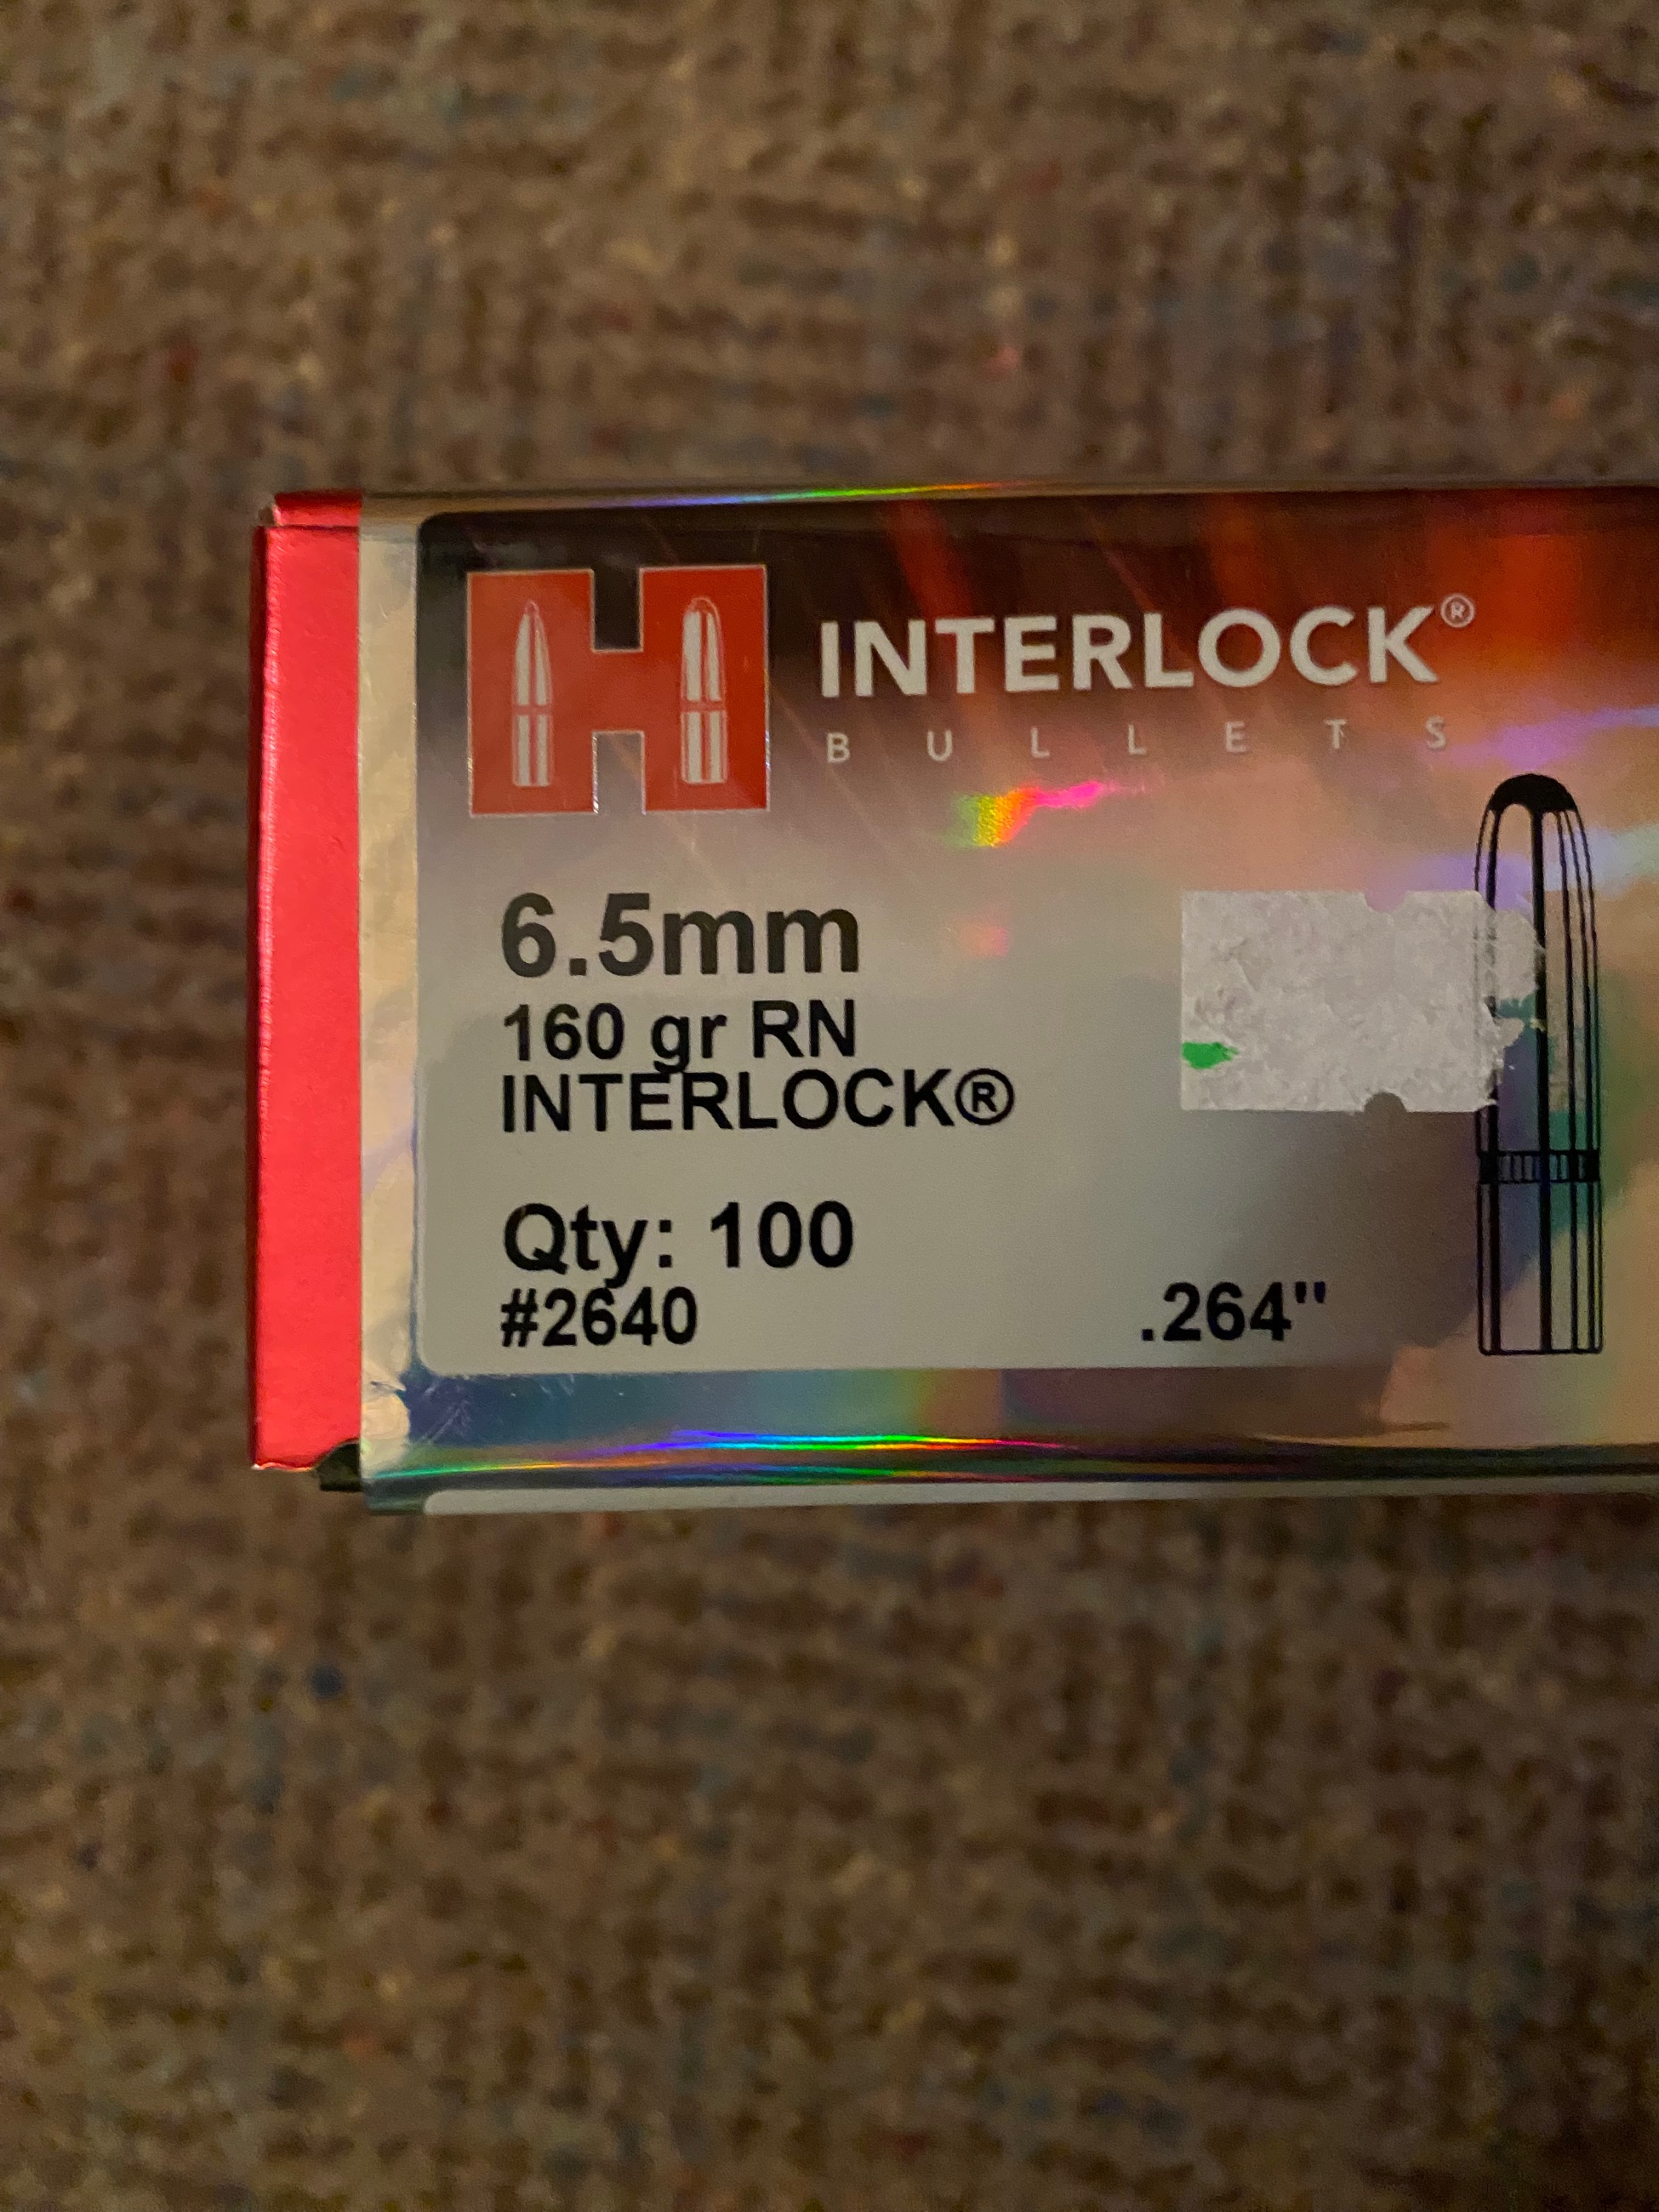 INTERLOCK®
BULLETS
6.5mm
160 gr RN
INTERLOCK®
Qty: 100
#2640
.264"